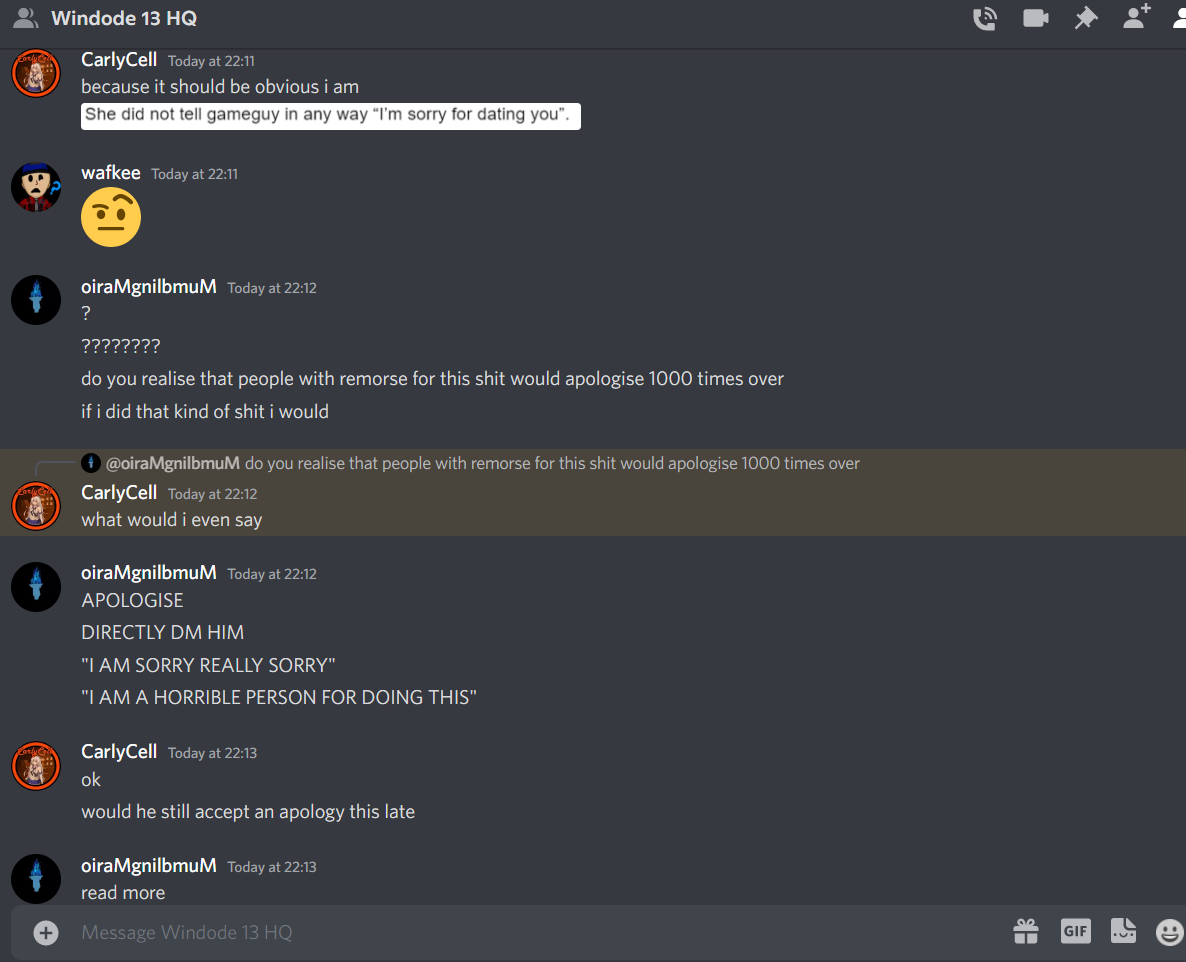 Windode 13 HQ
CarlyCell Today at 22:11
because it should be obvious i am
She did not tell gameguy in any way “I’m sorry for dating you”.
wafkee Today at 22:11
oiraMgnilbmuM Today at 22:12
?
????????
do you realise that people with remorse for this shit would apologise 1000 times over
if i did that kind of shit i would
@oiraMgnilbmuM do you realise that people with remorse for this shit would apologise 1000 times over
CarlyCell Today at 22:12
what would i even say
oiraMgnilbmuM Today at 22:12
APOLOGISE
DIRECTLY DM HIM
"I AM SORRY REALLY SORRY"
"I AM A HORRIBLE PERSON FOR DOING THIS"
CarlyCell Today at 22:13
ok
would he still accept an apology this late
oiraMgnilbmuM Today at 22:13
read more
Message Windode 13 HQ
GIF